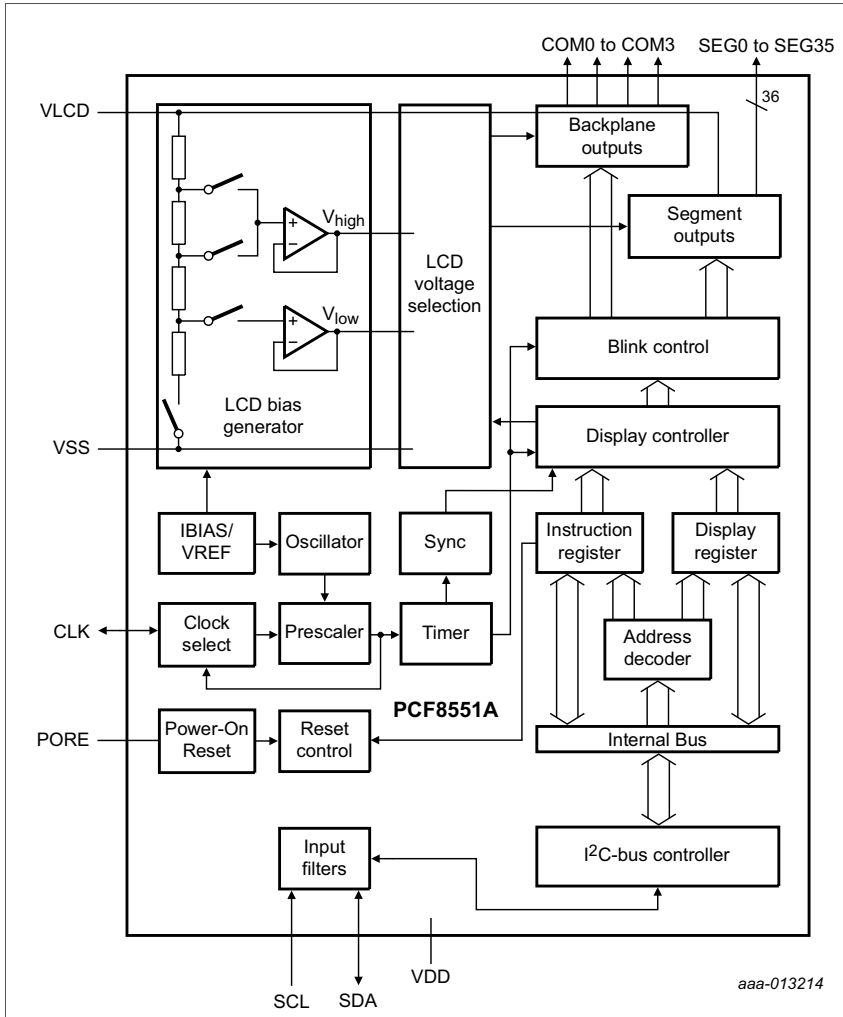 COM0 to COM3
SEG0 to SEG35
36
VLCD
Backplane
outputs
Vhigh
Segment
outputs
LCD
voltage
selection
Vlow
Blink control
LCD bias
generator
VSS
Display controller
IBIAS/
VREF
Oscillator
Sync
Instruction
register
Display
register
CLK
Clock
select
Prescaler
Timer
Address
decoder
PCF8551A
PORE
Power-On
Reset
Reset
control
Internal Bus
Input
filters
I2C-bus controller
VDD
SCL
SDA
aaa-013214